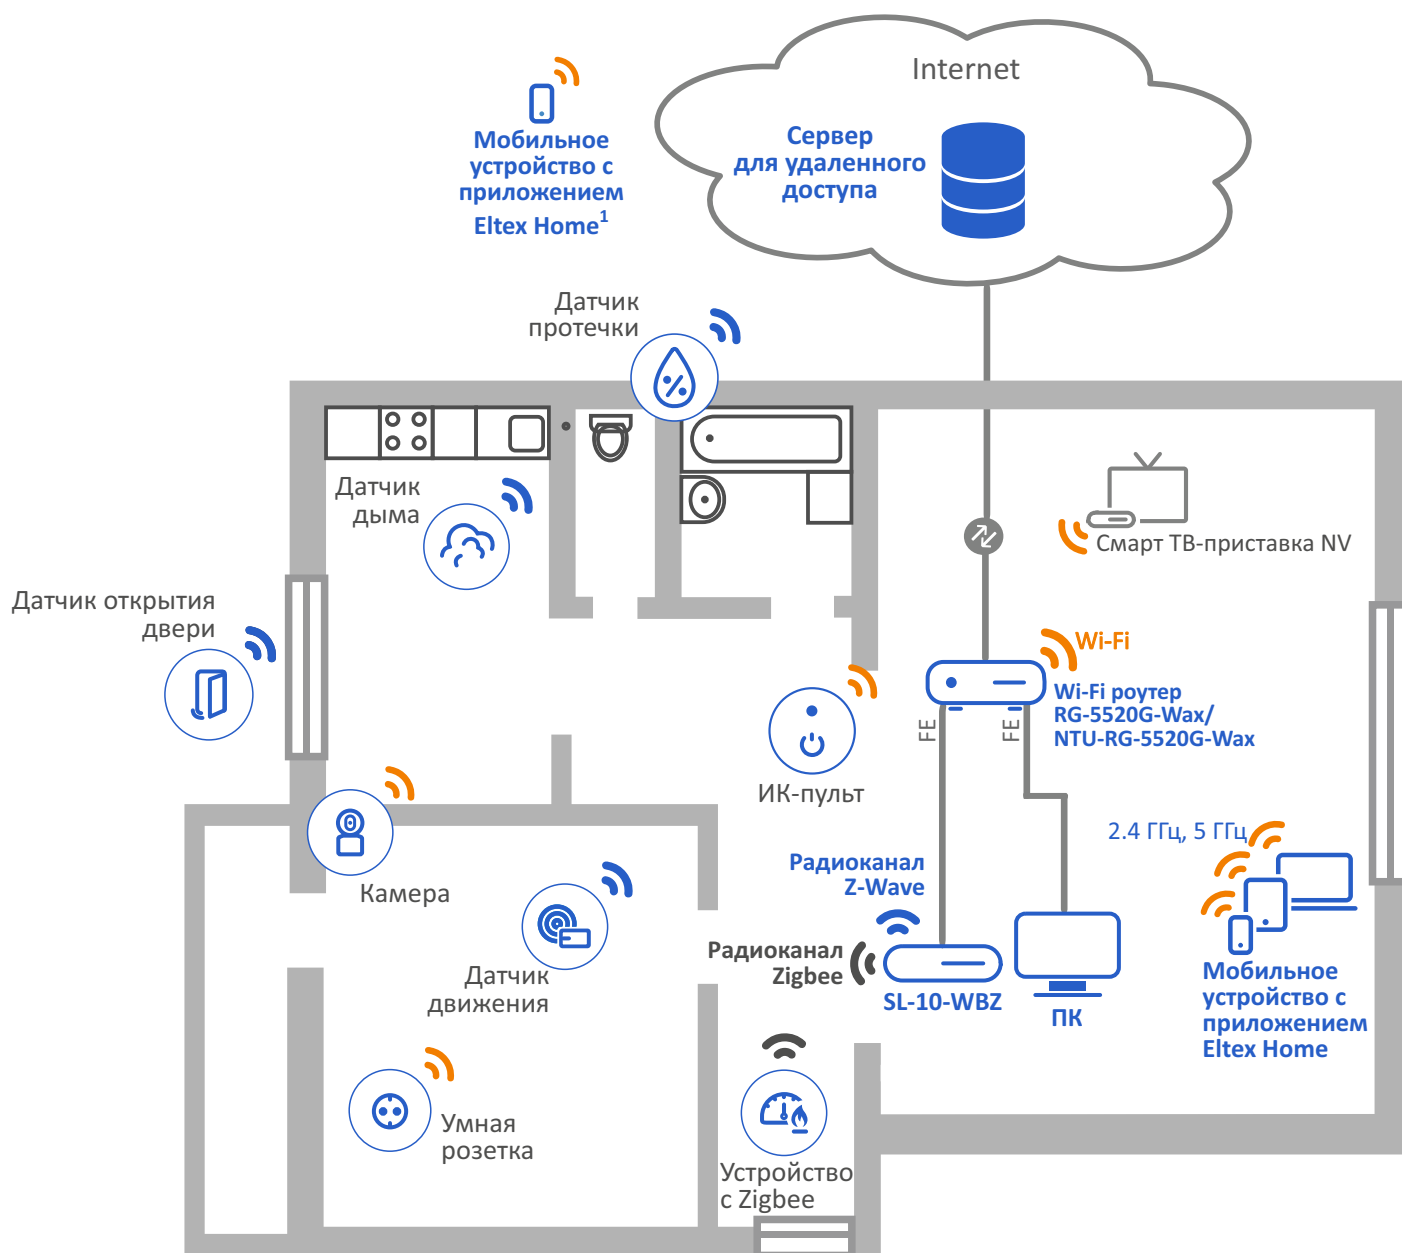 Internet
Мобильное
устройство с
приложением
Eltex Home¹
Сервер
для удаленного
доступа
Датчик
протечки
Датчик
дыма
Смарт ТВ-приставка NV
Датчик открытия
двери
Wi-Fi
Wi-Fi роутер
RG-5520G-Wax/
NTU-RG-5520G-Wax
FE
FE
ИК-пульт
2.4 ГГц, 5 ГГц
Камера
Радиоканал
Z-Wave
Радиоканал
Zigbee
Датчик
движения
SL-10-WBZ
ПК
Мобильное
устройство с
приложением
Eltex Home
Умная
розетка
Устройство
с Zigbee